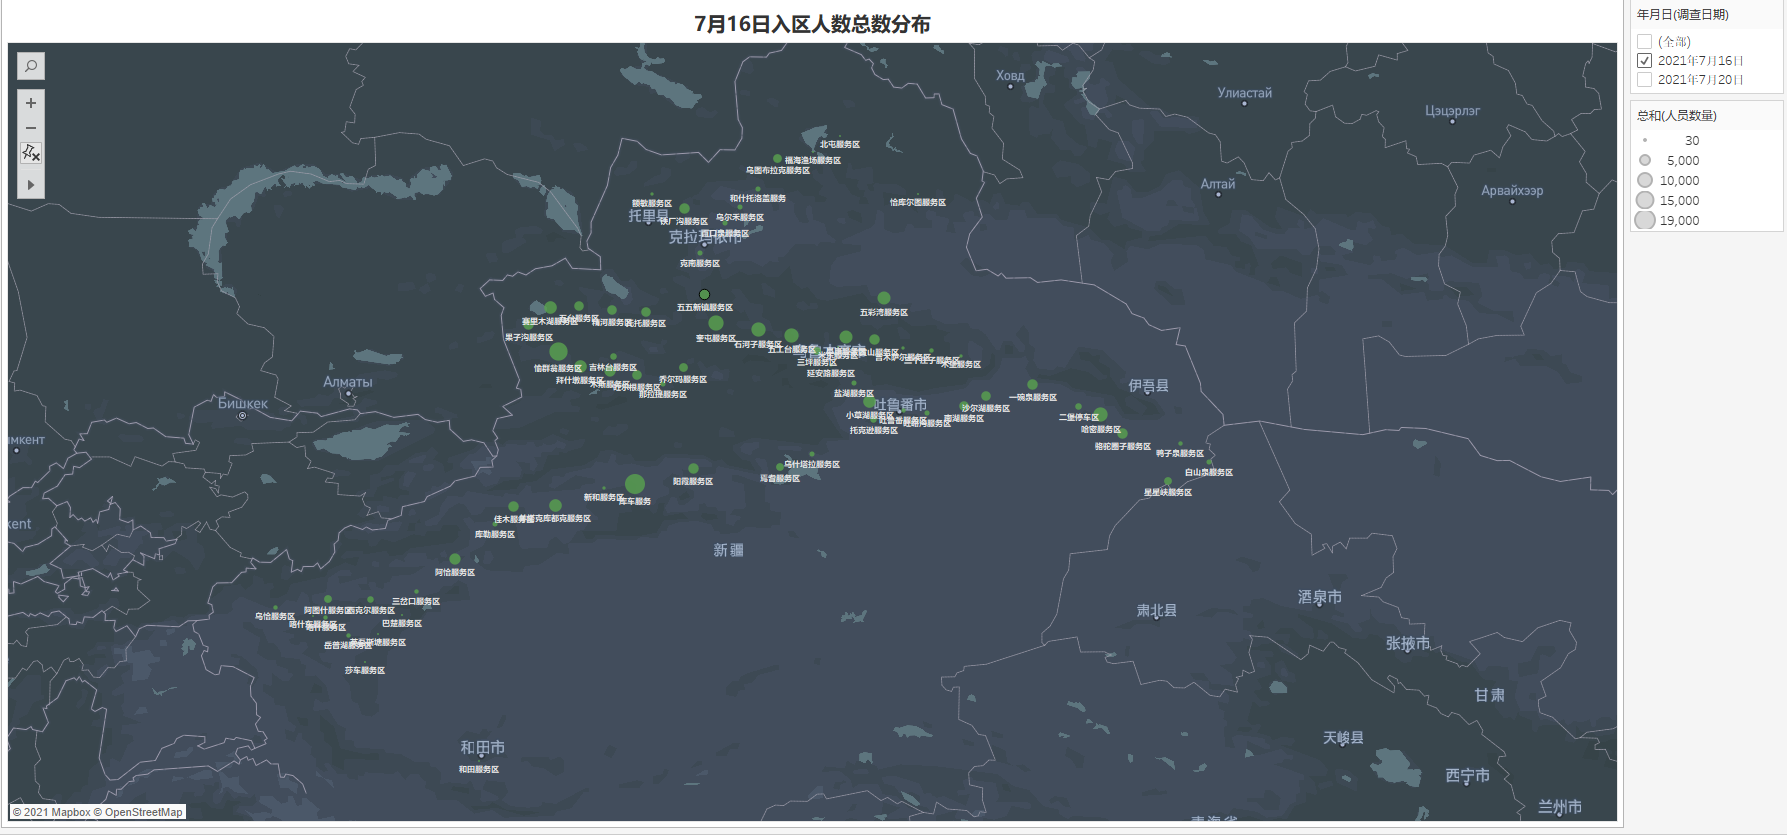 7月16日入区人数总数分布
年月日(调查日期)
(全部)
2021年7月16日
2021年7月20日
总和(人员数量)
30
5,000
10,000
15,000
19,000
Ховд
Улиастай
Цэцэрлэг
Алтай
Арвайхээр
北屯服务区
福海渔场服务区
乌图布拉克服务区
和什托洛盖服务
恰库尔图服务区
额敏服务区
托里县
铁厂沟服务区
乌尔禾服务区
克拉玛依市
克南服务区
五五新镇服务区
五彩湾服务区
赛里木湖服务区
五台服务区
精河服务区
托托服务区
果子沟服务区
奎屯服务区
石河子服务区
五工台服务区
三坪服务区
延安路服务区
吉木萨尔服务区
木垒服务区
恰群翁服务区
吉林台服务区
拜什墩服务区
乔尔玛服务区
那拉提服务区
盐湖服务区
小草湖服务区
吐鲁番市
托克逊服务区
南湖服务区
沙尔湖服务区
一碗泉服务区
伊吾县
二堡停车区
哈密服务区
骆驼圈子服务区
鸭子泉服务区
白山泉服务区
星星峡服务区
Алматы
Бишкек
ымкент
kent
乌什塔拉服务区
焉耆服务区
阳霞服务区
新和服务区
库车服务
佳木服务区
库勒服务区
阿恰服务区
新疆
三岔口服务区
阿图什服务区
西克尔服务区
乌恰服务区
巴楚服务区
喀什服务区
岳普湖服务区
莎车服务区
和田市
和田服务区
肃北县
酒泉市
张掖市
甘肃
天峻县
西宁市
兰州市
青海省
© 2021 Mapbox © OpenStreetMap